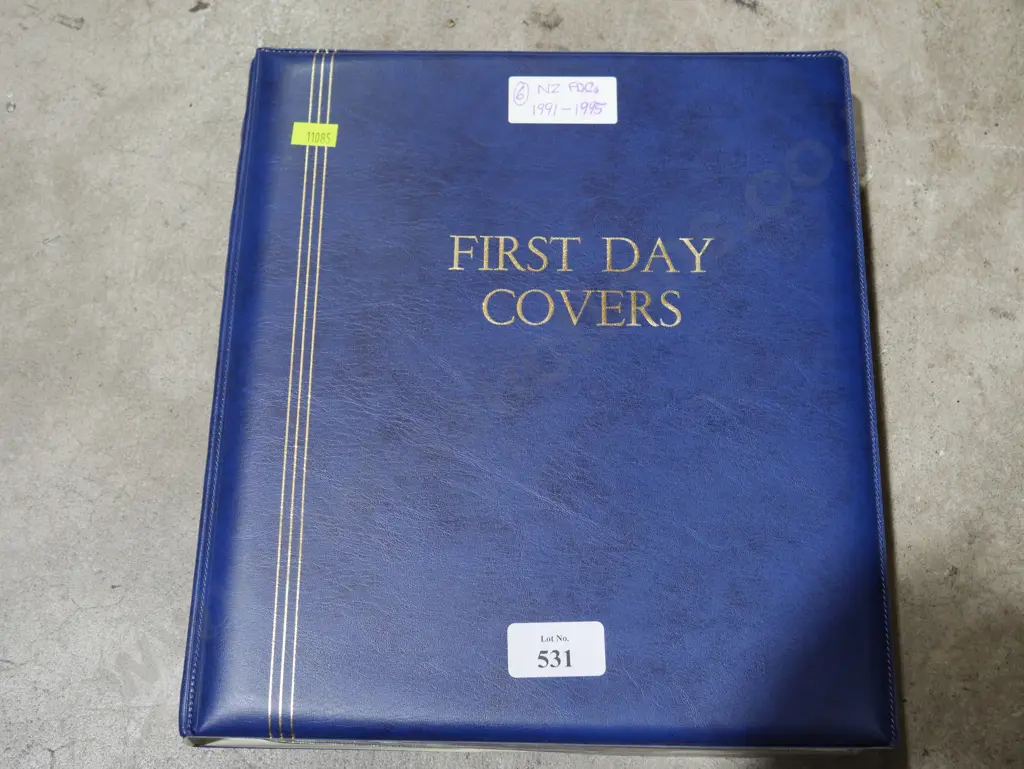 6 NZ FDCs
1991-1995
11085
FIRST DAY
COVERS
Lot No.
531